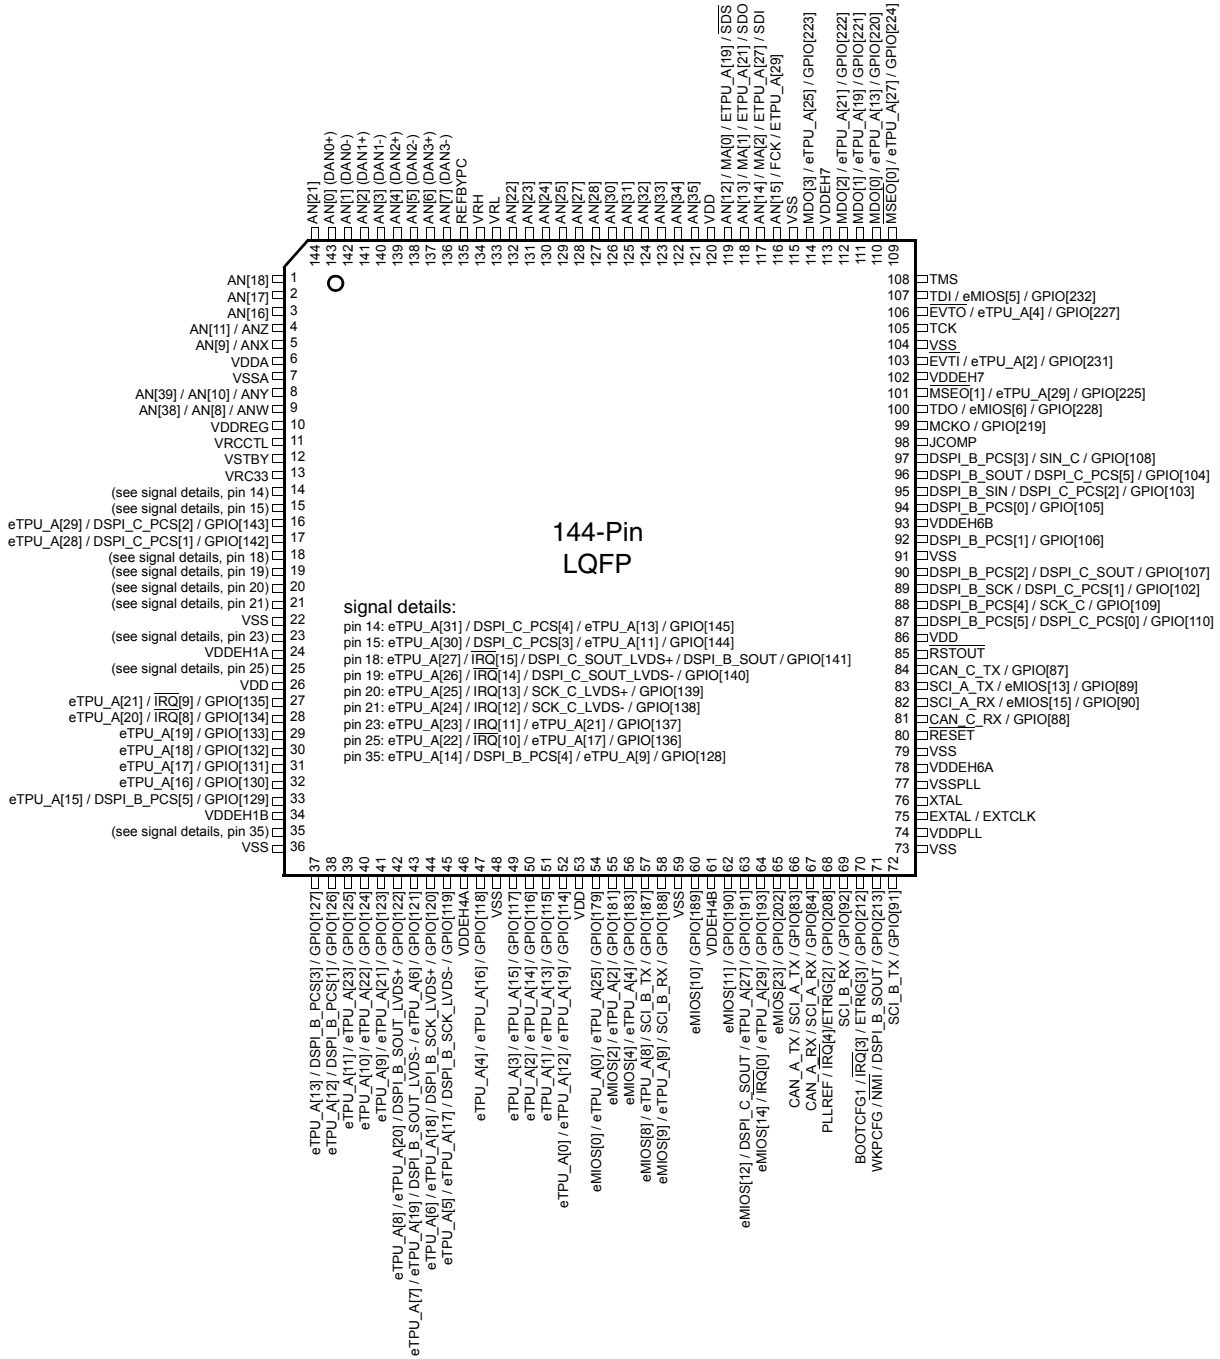 AN[21]
AN[0] (DAN0+)
AN[1] (DAN0-)
AN[2] (DAN1+)
AN[3] (DAN1-)
AN[4] (DAN2+)
AN[5] (DAN2-)
AN[6] (DAN3+)
AN[7] (DAN3-)
REFBYPC
VRH
VRL
AN[22]
AN[23]
AN[24]
AN[25]
AN[27]
AN[28]
AN[30]
AN[31]
AN[32]
AN[33]
AN[34]
AN[35]
VDD
AN[12] / MA[0] / ETPU_A[19] / SDS
AN[13] / MA[1] / ETPU_A[21] / SDO
AN[14] / MA[2] / ETPU_A[27] / SDI
AN[15] / FCK / ETPU_A[29]
VSS
MDO[3] / eTPU_A[25] / GPIO[223]
VDDEH7
MDO[2] / eTPU_A[21] / GPIO[222]
MDO[1] / eTPU_A[19] / GPIO[221]
MDO[0] / eTPU_A[13] / GPIO[220]
MSEO[0] / eTPU_A[27] / GPIO[224]
144
143
142
141
140
139
138
137
136
135
134
133
132
131
130
129
128
127
126
125
124
123
122
121
120
119
118
117
116
115
114
113
112
111
110
109
AN[18] 1
AN[17] 2
AN[16] 3
AN[11] / ANZ 4
AN[9] / ANX 5
VDDA 6
VSSA 7
AN[39] / AN[10] / ANY 8
AN[38] / AN[8] / ANW 9
VDDREG 10
VRCCTL 11
VSTBY 12
VRC33 13
(see signal details, pin 14) 14
(see signal details, pin 15) 15
eTPU_A[29] / DSPI_C_PCS[2] / GPIO[143] 16
eTPU_A[28] / DSPI_C_PCS[1] / GPIO[142] 17
(see signal details, pin 18) 18
(see signal details, pin 19) 19
(see signal details, pin 20) 20
(see signal details, pin 21) 21
VSS 22
(see signal details, pin 23) 23
VDDEH1A 24
(see signal details, pin 25) 25
VDD 26
eTPU_A[21] / IRQ[9] / GPIO[135] 27
eTPU_A[20] / IRQ[8] / GPIO[134] 28
eTPU_A[19] / GPIO[133] 29
eTPU_A[18] / GPIO[132] 30
eTPU_A[17] / GPIO[131] 31
eTPU_A[16] / GPIO[130] 32
eTPU_A[15] / DSPI_B_PCS[5] / GPIO[129] 33
VDDEH1B 34
(see signal details, pin 35) 35
VSS 36
144-Pin
LQFP
signal details:
pin 14: eTPU_A[31] / DSPI_C_PCS[4] / eTPU_A[13] / GPIO[145]
pin 15: eTPU_A[30] / DSPI_C_PCS[3] / eTPU_A[11] / GPIO[144]
pin 18: eTPU_A[27] / IRQ[15] / DSPI_C_SOUT_LVDS+ / DSPI_B_SOUT / GPIO[141]
pin 19: eTPU_A[26] / IRQ[14] / DSPI_C_SOUT_LVDS- / GPIO[140]
pin 20: eTPU_A[25] / IRQ[13] / SCK_C_LVDS+ / GPIO[139]
pin 21: eTPU_A[24] / IRQ[12] / SCK_C_LVDS- / GPIO[138]
pin 23: eTPU_A[23] / IRQ[11] / eTPU_A[21] / GPIO[137]
pin 25: eTPU_A[22] / IRQ[10] / eTPU_A[17] / GPIO[136]
pin 35: eTPU_A[14] / DSPI_B_PCS[4] / eTPU_A[9] / GPIO[128]
108 TMS
107 TDI / eMIOS[5] / GPIO[232]
106 EVTO / eTPU_A[4] / GPIO[227]
105 TCK
104 VSS
103 EVTI / eTPU_A[2] / GPIO[231]
102 VDDEH7
101 MSEO[1] / eTPU_A[29] / GPIO[225]
100 TDO / eMIOS[6] / GPIO[228]
99 MCKO / GPIO[219]
98 JCOMP
97 DSPI_B_PCS[3] / SIN_C / GPIO[108]
96 DSPI_B_SOUT / DSPI_C_PCS[5] / GPIO[104]
95 DSPI_B_SIN / DSPI_C_PCS[2] / GPIO[103]
94 DSPI_B_PCS[0] / GPIO[105]
93 VDDEH6B
92 DSPI_B_PCS[1] / GPIO[106]
91 VSS
90 DSPI_B_PCS[2] / DSPI_C_SOUT / GPIO[107]
89 DSPI_B_SCK / DSPI_C_PCS[1] / GPIO[102]
88 DSPI_B_PCS[4] / SCK_C / GPIO[109]
87 DSPI_B_PCS[5] / DSPI_C_PCS[0] / GPIO[110]
86 VDD
85 RSTOUT
84 CAN_C_TX / GPIO[87]
83 SCI_A_TX / eMIOS[13] / GPIO[89]
82 SCI_A_RX / eMIOS[15] / GPIO[90]
81 CAN_C_RX / GPIO[88]
80 RESET
79 VSS
78 VDDEH6A
77 VSSPLL
76 XTAL
75 EXTAL / EXTCLK
74 VDDPLL
73 VSS
37
38
39
40
41
42
43
44
45
46
47
48
49
50
51
52
53
54
55
56
57
58
59
60
61
62
63
64
65
66
67
68
69
70
71
72
eTPU_A[13] / DSPI_B_PCS[3] / GPIO[127]
eTPU_A[12] / DSPI_B_PCS[1] / GPIO[126]
eTPU_A[11] / eTPU_A[23] / GPIO[125]
eTPU_A[10] / eTPU_A[22] / GPIO[124]
eTPU_A[9] / eTPU_A[21] / GPIO[123]
eTPU_A[8] / eTPU_A[20] / DSPI_B_SOUT_LVDS+ / GPIO[122]
eTPU_A[7] / eTPU_A[19] / DSPI_B_SOUT_LVDS- / eTPU_A[6] / GPIO[121]
eTPU_A[6] / eTPU_A[18] / DSPI_B_SCK_LVDS+ / GPIO[120]
eTPU_A[5] / eTPU_A[17] / DSPI_B_SCK_LVDS- / GPIO[119]
VDDEH4A
eTPU_A[4] / eTPU_A[16] / GPIO[118]
VSS
eTPU_A[3] / eTPU_A[15] / GPIO[117]
eTPU_A[2] / eTPU_A[14] / GPIO[116]
eTPU_A[1] / eTPU_A[13] / GPIO[115]
eTPU_A[0] / eTPU_A[12] / eTPU_A[19] / GPIO[114]
VDD
eMIOS[0] / eTPU_A[0] / eTPU_A[25] / GPIO[179]
eMIOS[2] / eTPU_A[2] / GPIO[181]
eMIOS[4] / eTPU_A[4] / GPIO[183]
eMIOS[8] / eTPU_A[8] / SCI_B_TX / GPIO[187]
eMIOS[9] / eTPU_A[9] / SCI_B_RX / GPIO[188]
VSS
eMIOS[10] / GPIO[189]
VDDEH4B
eMIOS[11] / GPIO[190]
eMIOS[12] / DSPI_C_SOUT / eTPU_A[27] / GPIO[191]
eMIOS[14] / IRQ[0] / eTPU_A[29] / GPIO[193]
eMIOS[23] / GPIO[202]
CAN_A_TX / SCI_A_TX / GPIO[83]
CAN_A_RX / SCI_A_RX / GPIO[84]
PLLREF / IRQ[4]/ETRIG[2] / GPIO[208]
SCI_B_RX / GPIO[92]
BOOTCFG1 / IRQ[3] / ETRIG[3] / GPIO[212]
WKPCFG / NMI / DSPI_B_SOUT / GPIO[213]
SCI_B_TX / GPIO[91]